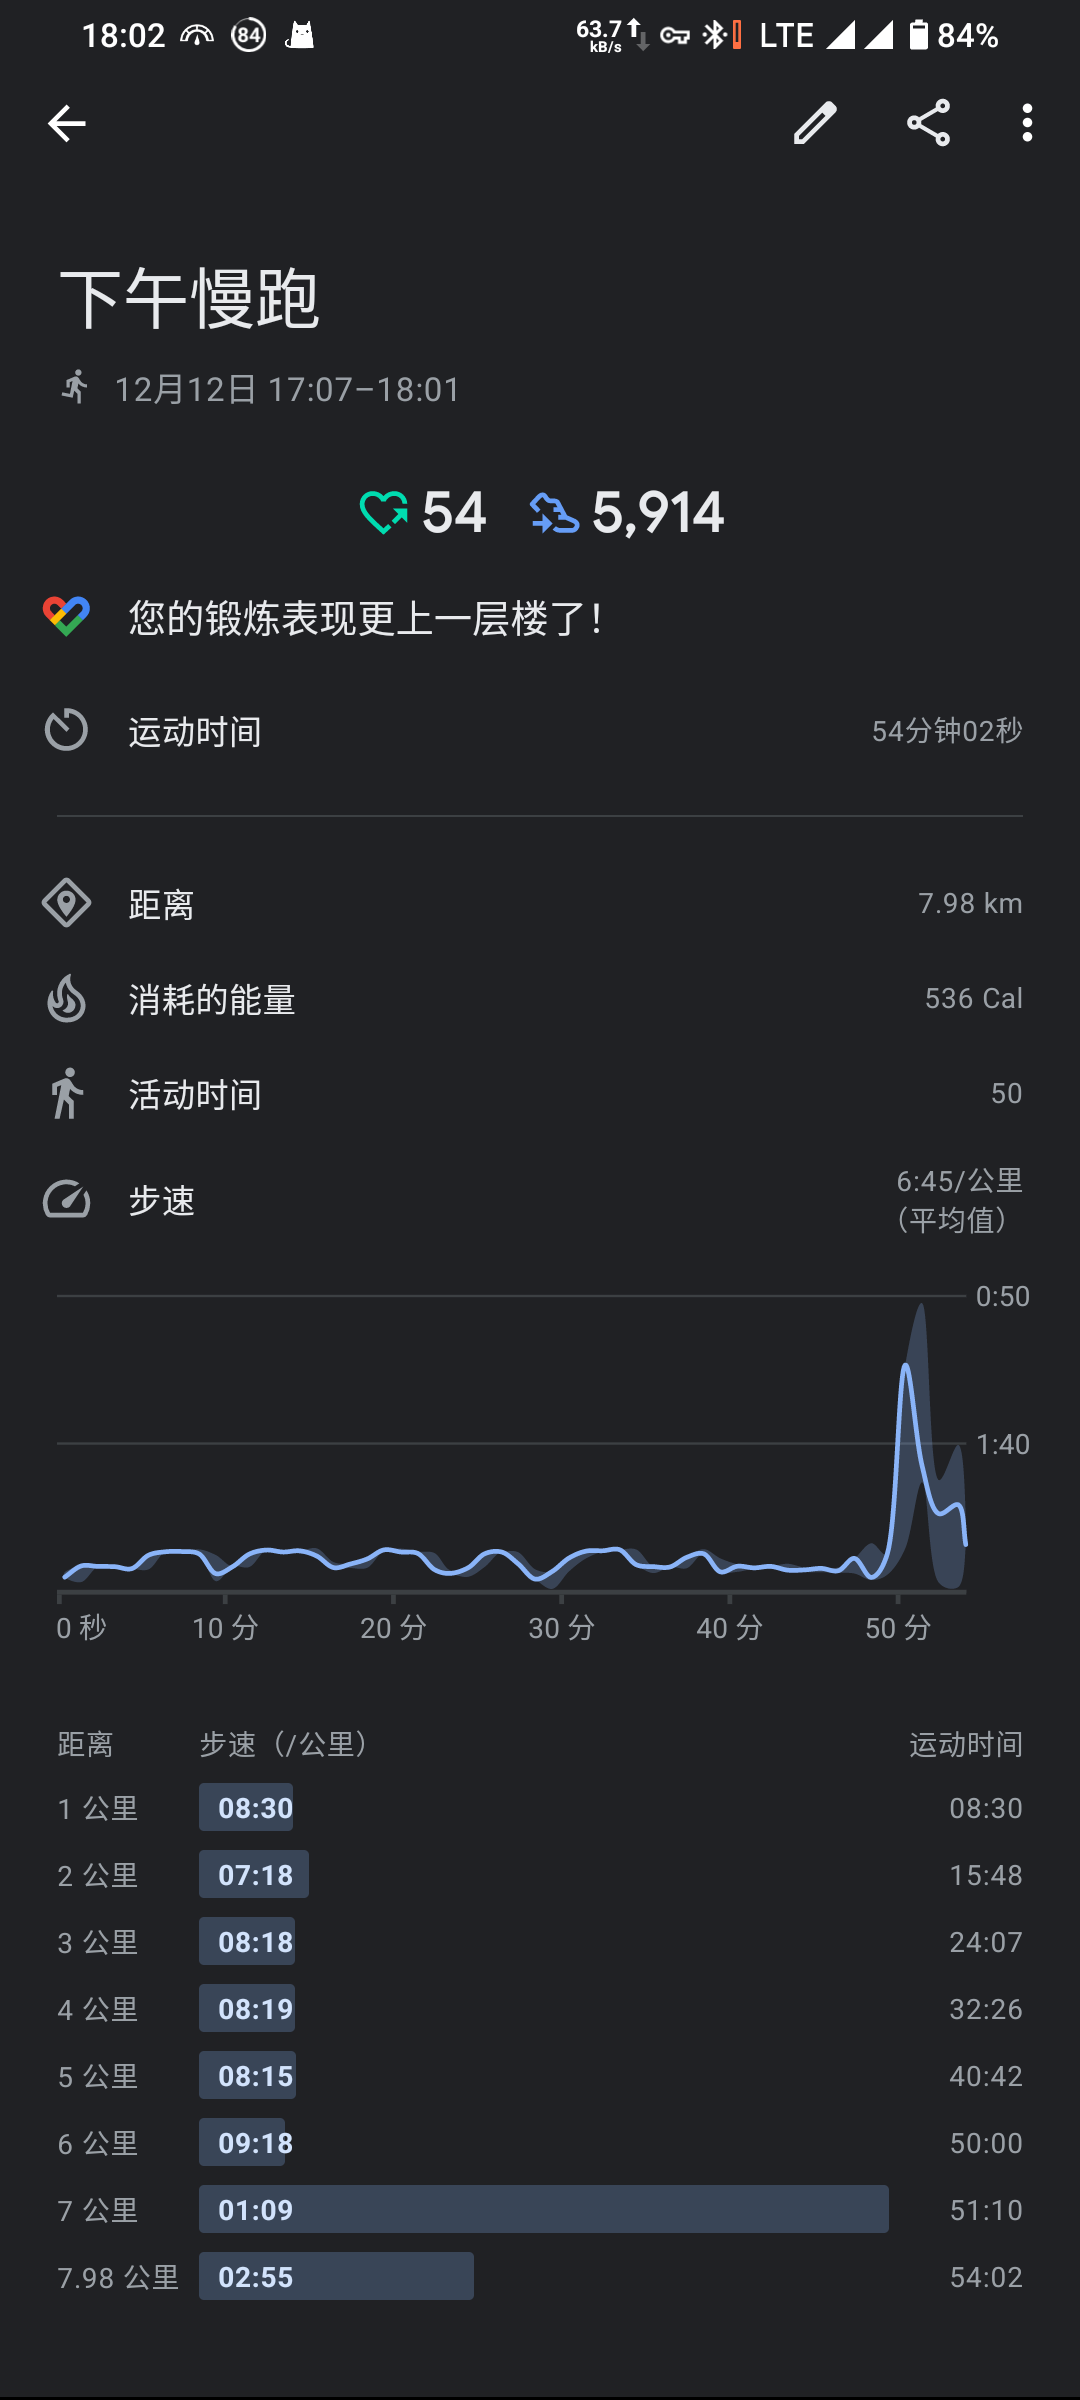 18:02 84 63.7 kB/s LTE 84%
下午慢跑
12月12日 17:07–18:01
54 5,914
您的锻炼表现更上一层楼了！
运动时间 54分钟02秒
距离 7.98 km
消耗的能量 536 Cal
活动时间 50
步速 6:45/公里
（平均值）
0:50
1:40
0 秒 10 分 20 分 30 分 40 分 50 分
距离 步速（/公里） 运动时间
1 公里 08:30 08:30
2 公里 07:18 15:48
3 公里 08:18 24:07
4 公里 08:19 32:26
5 公里 08:15 40:42
6 公里 09:18 50:00
7 公里 01:09 51:10
7.98 公里 02:55 54:02